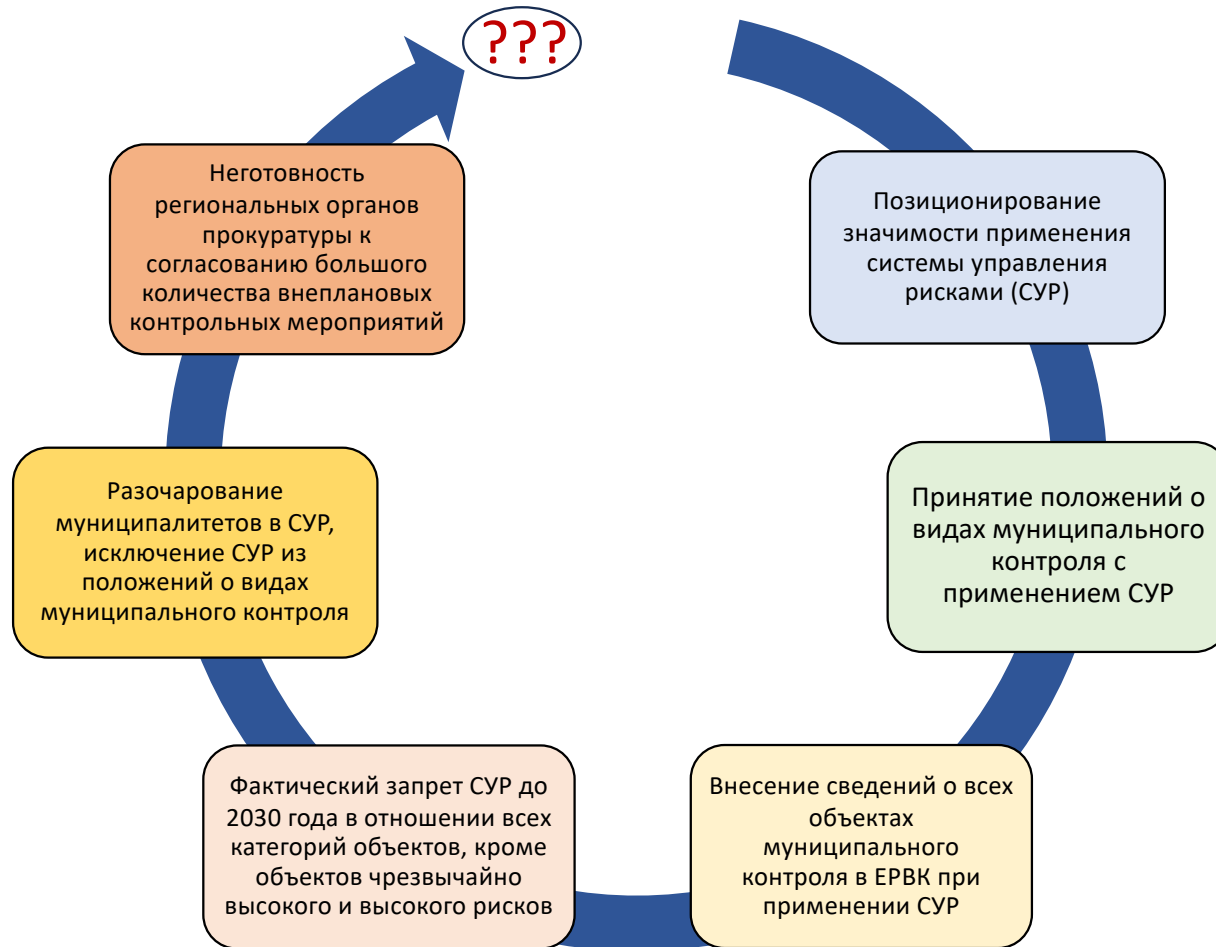 ???
Позиционирование
значимости применения
системы управления
рисками (СУР)
Принятие положений о
видах муниципального
контроля с
применением СУР
Внесение сведений о всех
объектах
муниципального
контроля в ЕРВК при
применении СУР
Фактический запрет СУР до
2030 года в отношении всех
категорий объектов, кроме
объектов чрезвычайно
высокого и высокого рисков
Разочарование
муниципалитетов в СУР,
исключение СУР из
положений о видах
муниципального контроля
Неготовность
региональных органов
прокуратуры к
согласованию большого
количества внеплановых
контрольных мероприятий